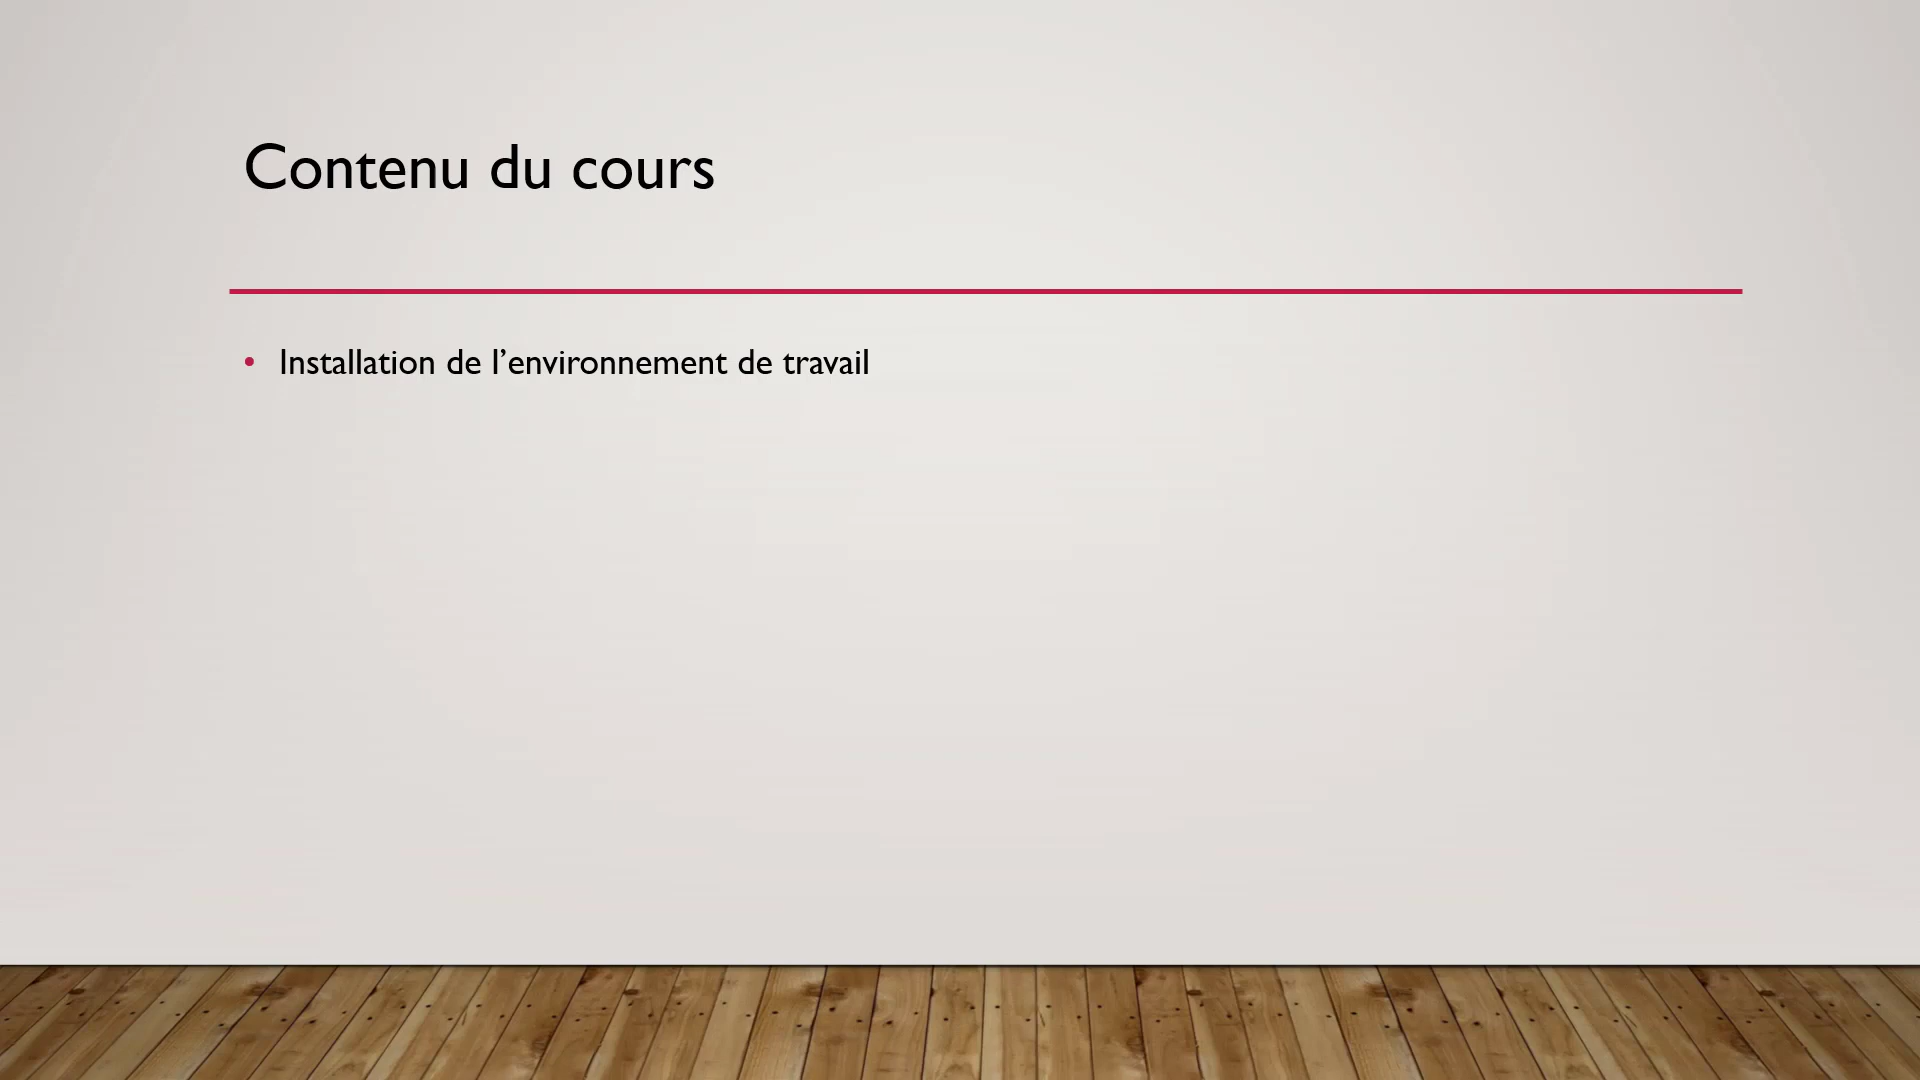 Contenu du cours
• Installation de l’environnement de travail